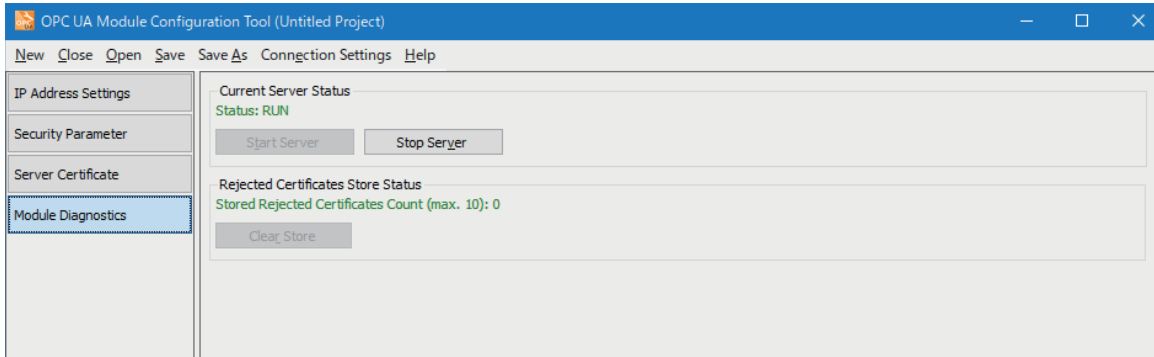 OPC UA Module Configuration Tool (Untitled Project)
New Close Open Save Save As Connection Settings Help
IP Address Settings
Security Parameter
Server Certificate
Module Diagnostics
Current Server Status
Status: RUN
Start Server Stop Server
Rejected Certificates Store Status
Stored Rejected Certificates Count (max. 10): 0
Clear Store